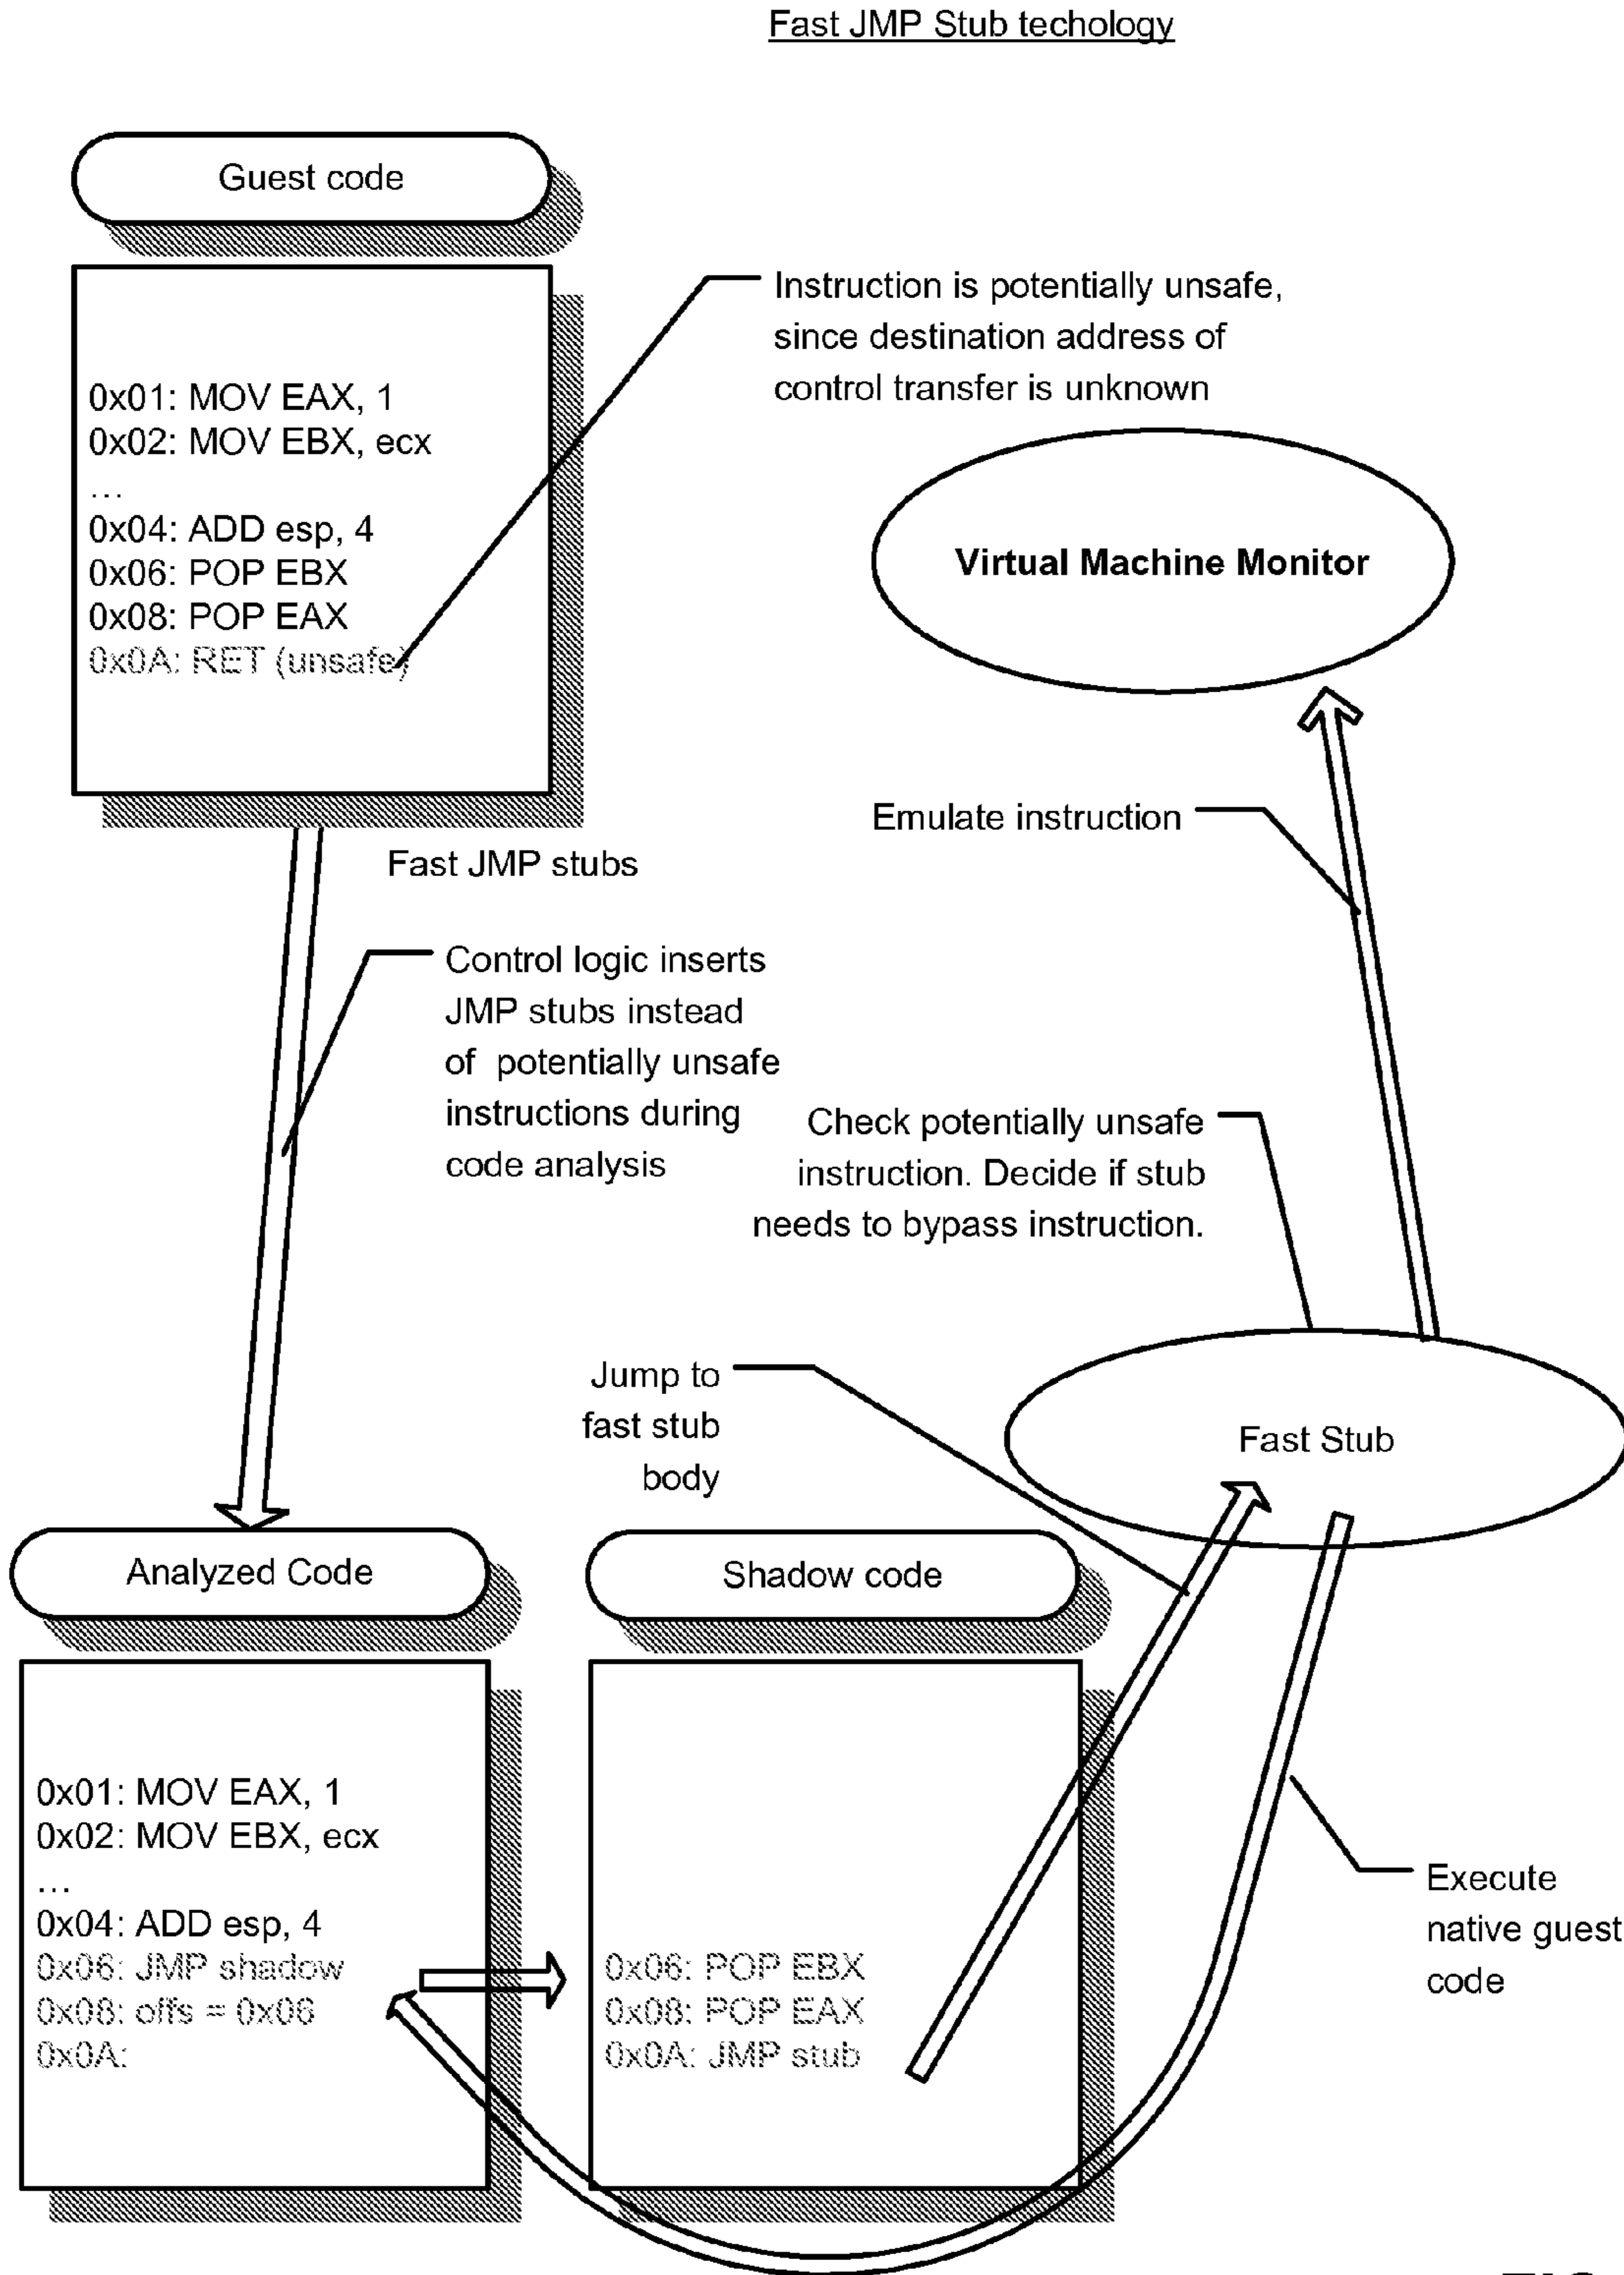 Fast JMP Stub techology
Guest code
0x01: MOV EAX, 1
0x02: MOV EBX, ecx
...
0x04: ADD esp, 4
0x06: POP EBX
0x08: POP EAX
0x0A: RET (unsafe)
Instruction is potentially unsafe,
since destination address of
control transfer is unknown
Virtual Machine Monitor
Emulate instruction
Fast JMP stubs
Control logic inserts
JMP stubs instead
of potentially unsafe
instructions during
code analysis
Check potentially unsafe
instruction. Decide if stub
needs to bypass instruction.
Jump to
fast stub
body
Fast Stub
Analyzed Code
0x01: MOV EAX, 1
0x02: MOV EBX, ecx
...
0x04: ADD esp, 4
0x06: JMP shadow
0x08: offs = 0x06
0x0A:
Shadow code
0x06: POP EBX
0x08: POP EAX
0x0A: JMP stub
Execute
native guest
code